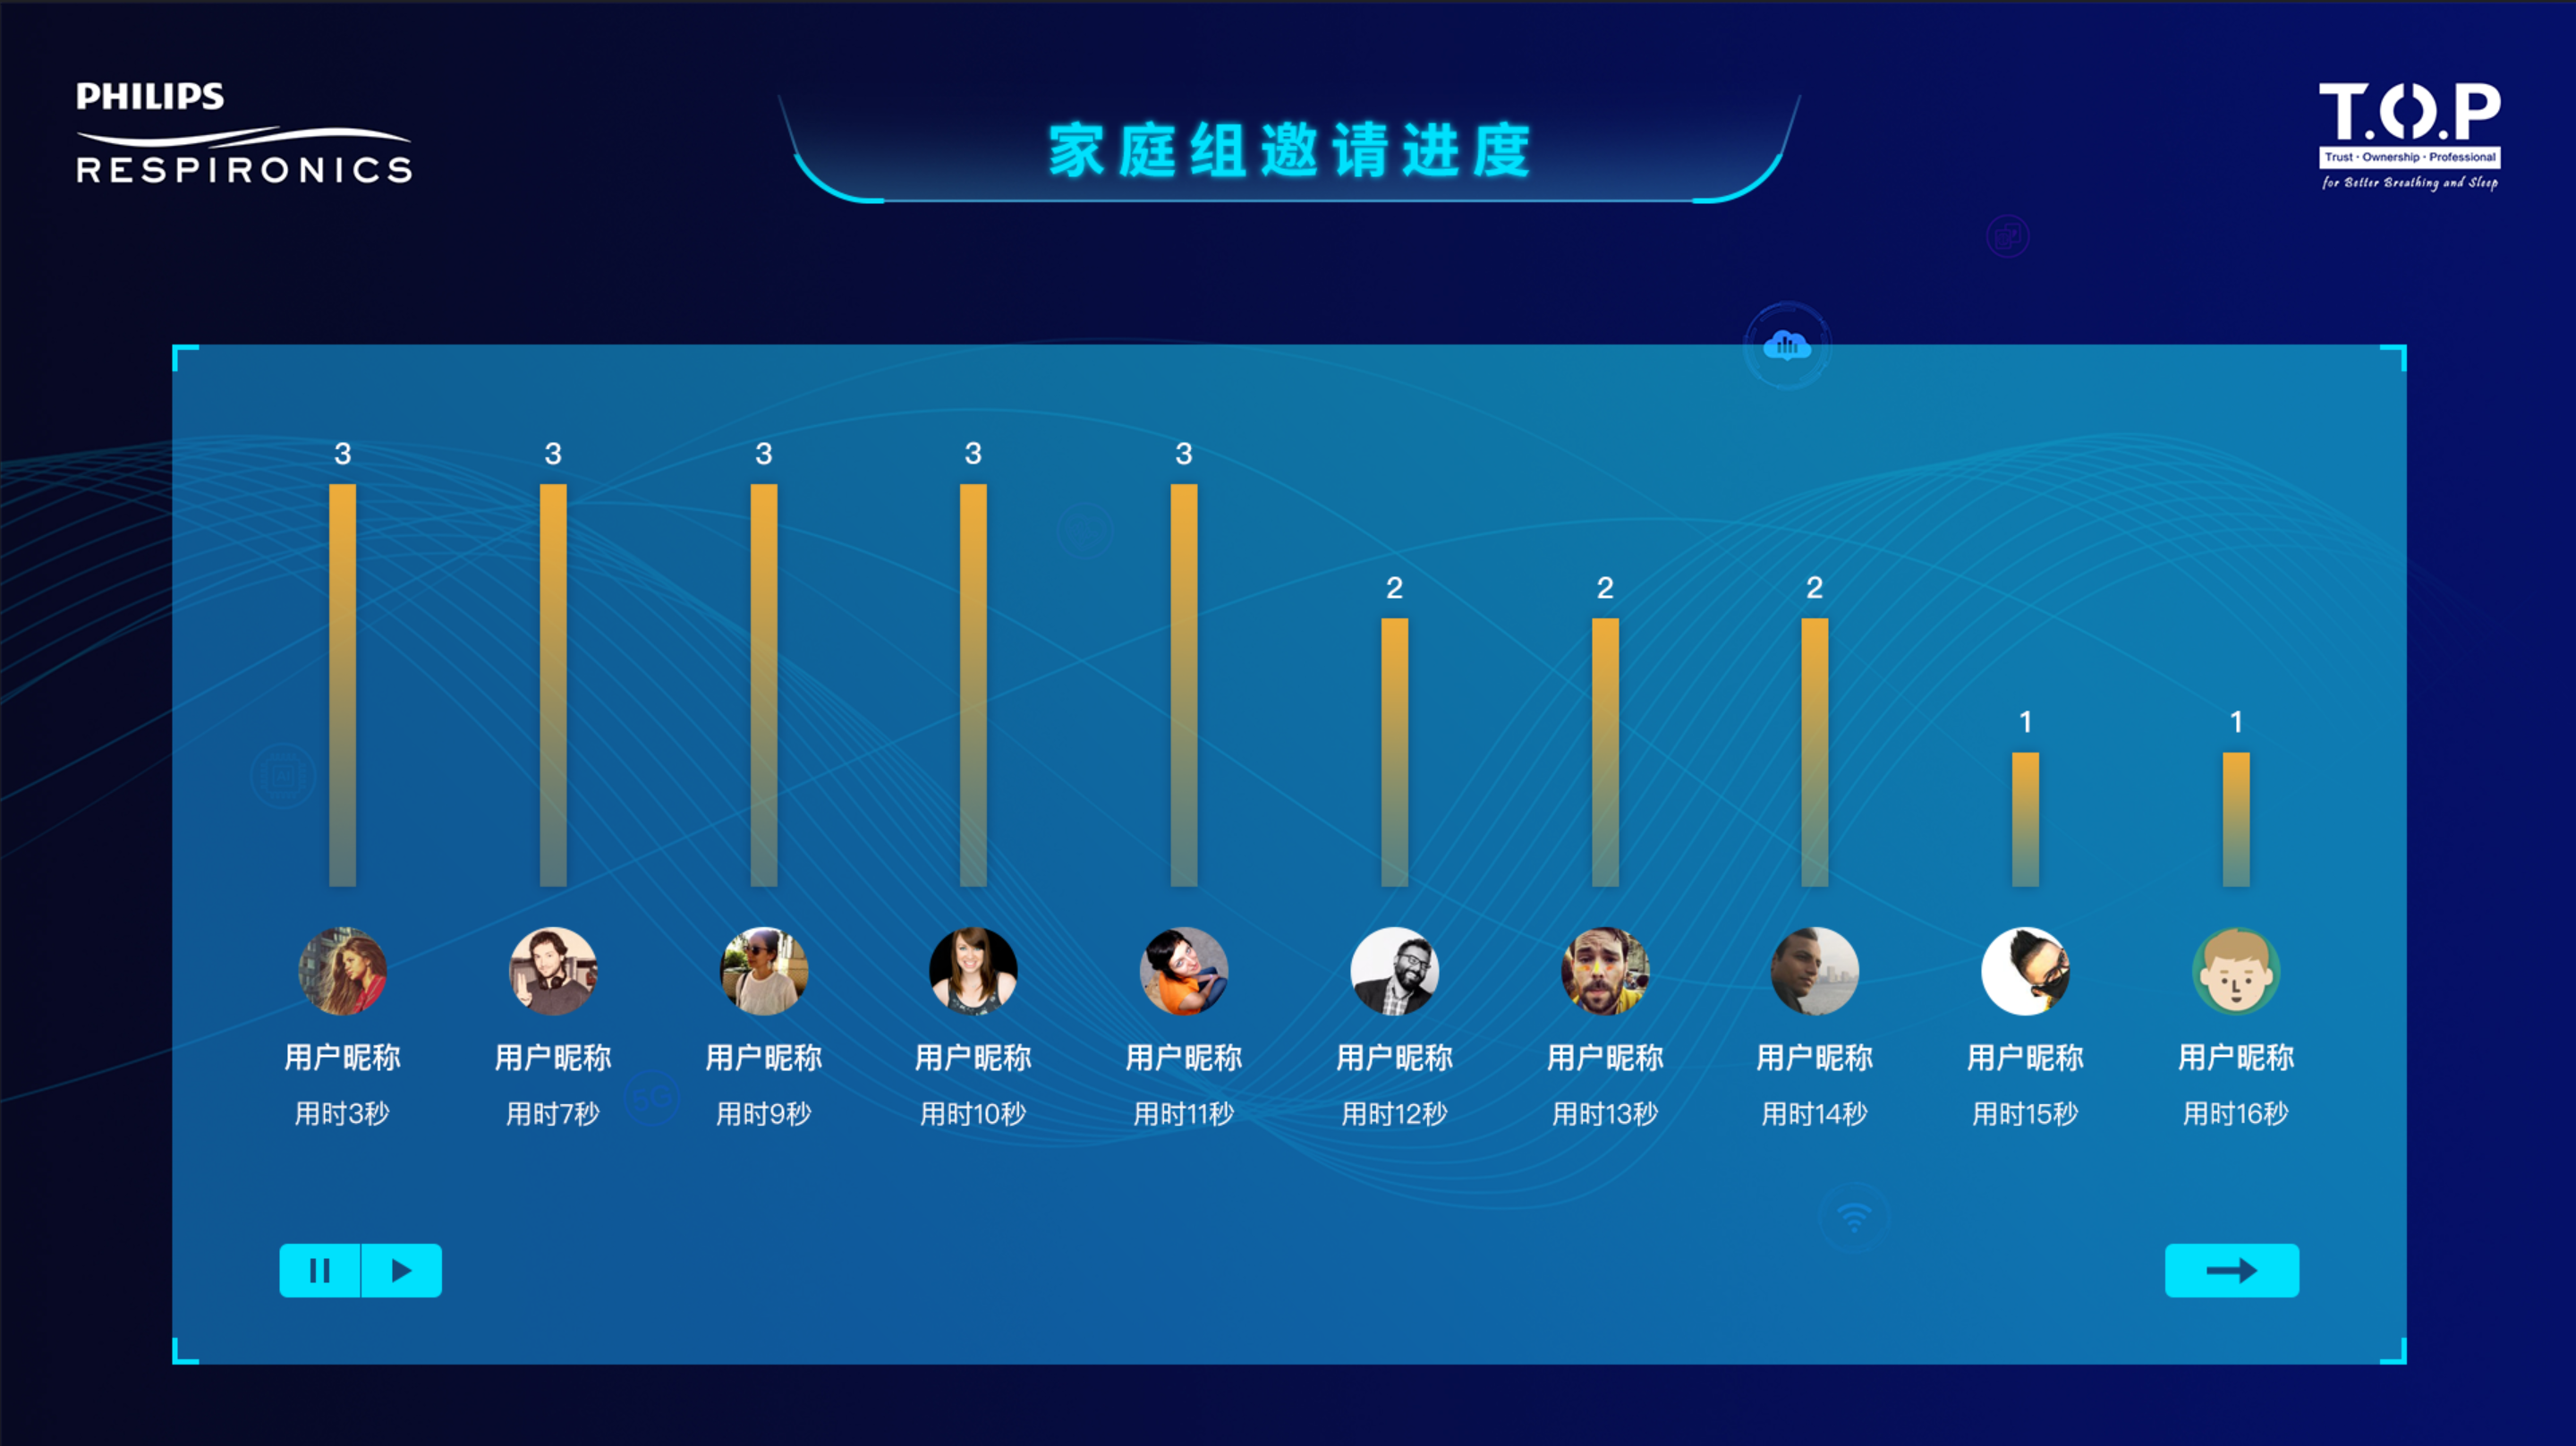 PHILIPS
RESPIRONICS
家庭组邀请进度
T.O.P
Trust · Ownership · Professional
for Better Breathing and Sleep
3 3 3 3 3 2 2 2 1 1
用户昵称 用户昵称 用户昵称 用户昵称 用户昵称 用户昵称 用户昵称 用户昵称 用户昵称 用户昵称
用时3秒 用时7秒 用时9秒 用时10秒 用时11秒 用时12秒 用时13秒 用时14秒 用时15秒 用时16秒